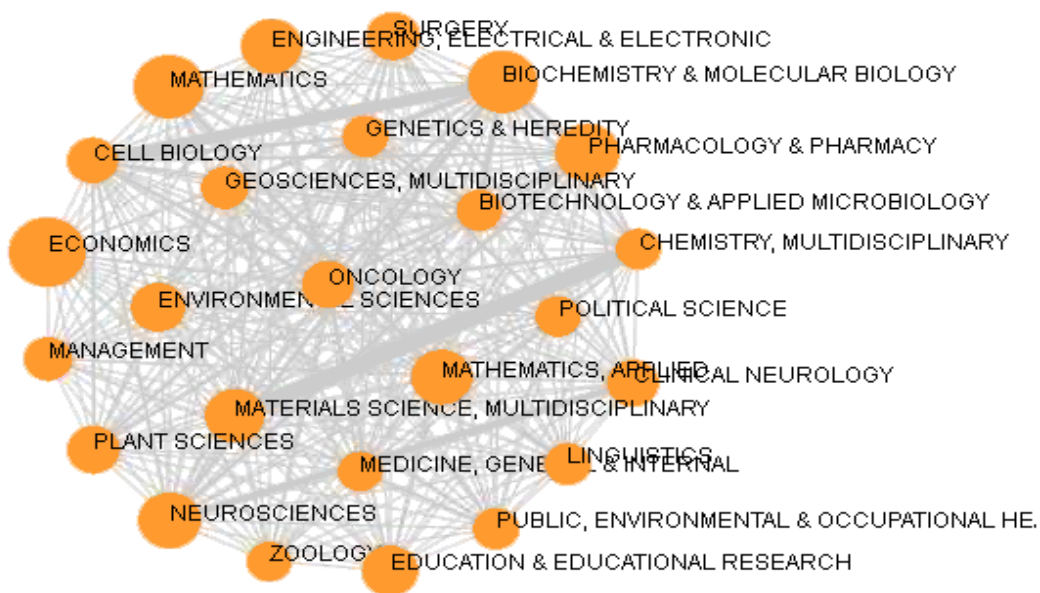 SURGERY
ENGINEERING, ELECTRICAL & ELECTRONIC
BIOCHEMISTRY & MOLECULAR BIOLOGY
MATHEMATICS
GENETICS & HEREDITY
PHARMACOLOGY & PHARMACY
CELL BIOLOGY
GEOSCIENCES, MULTIDISCIPLINARY
BIOTECHNOLOGY & APPLIED MICROBIOLOGY
ECONOMICS
CHEMISTRY, MULTIDISCIPLINARY
ONCOLOGY
ENVIRONMENTAL SCIENCES
POLITICAL SCIENCE
MANAGEMENT
MATHEMATICS, APPLIED
CLINICAL NEUROLOGY
MATERIALS SCIENCE, MULTIDISCIPLINARY
PLANT SCIENCES
LINGUISTICS
MEDICINE, GENERAL & INTERNAL
NEUROSCIENCES
PUBLIC, ENVIRONMENTAL & OCCUPATIONAL HE.
ZOOLOGY
EDUCATION & EDUCATIONAL RESEARCH